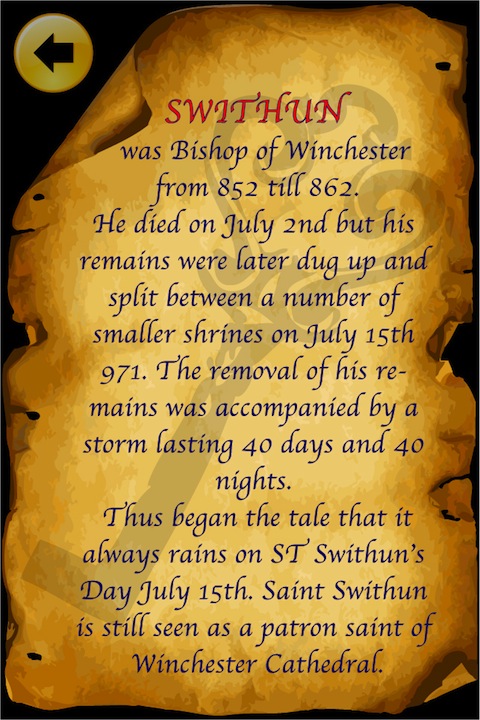 SWITHUN
was Bishop of Winchester
from 852 till 862.
He died on July 2nd but his
remains were later dug up and
split between a number of
smaller shrines on July 15th
971. The removal of his re-
mains was accompanied by a
storm lasting 40 days and 40
nights.
Thus began the tale that it
always rains on ST Swithun's
Day July 15th. Saint Swithun
is still seen as a patron saint of
Winchester Cathedral.